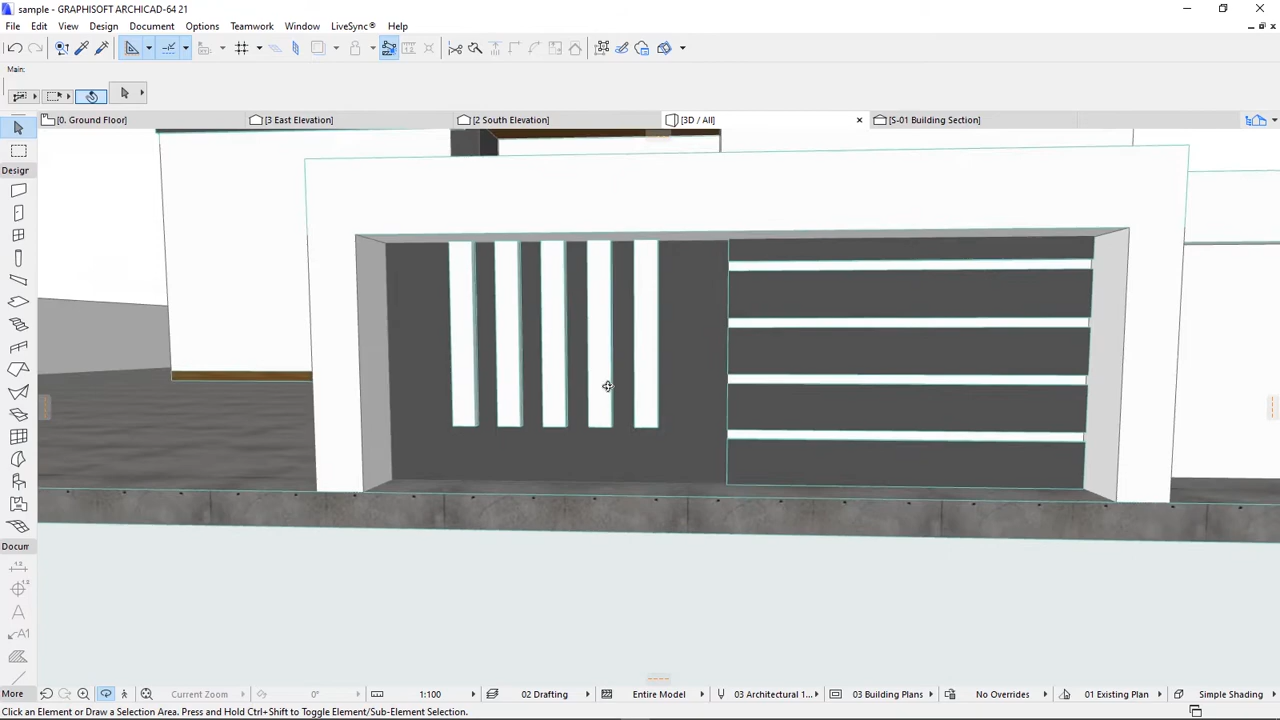 sample - GRAPHISOFT ARCHICAD-64 21
File Edit View Design Document Options Teamwork Window LiveSync® Help
Main:
[0. Ground Floor] [3 East Elevation] [2 South Elevation] [3D / All] [S-01 Building Section]
Design
Docum
More
Current Zoom 0° 1:100 02 Drafting Entire Model 03 Architectural 1... 03 Building Plans No Overrides 01 Existing Plan Simple Shading
Click an Element or Draw a Selection Area. Press and Hold Ctrl+Shift to Toggle Element/Sub-Element Selection.